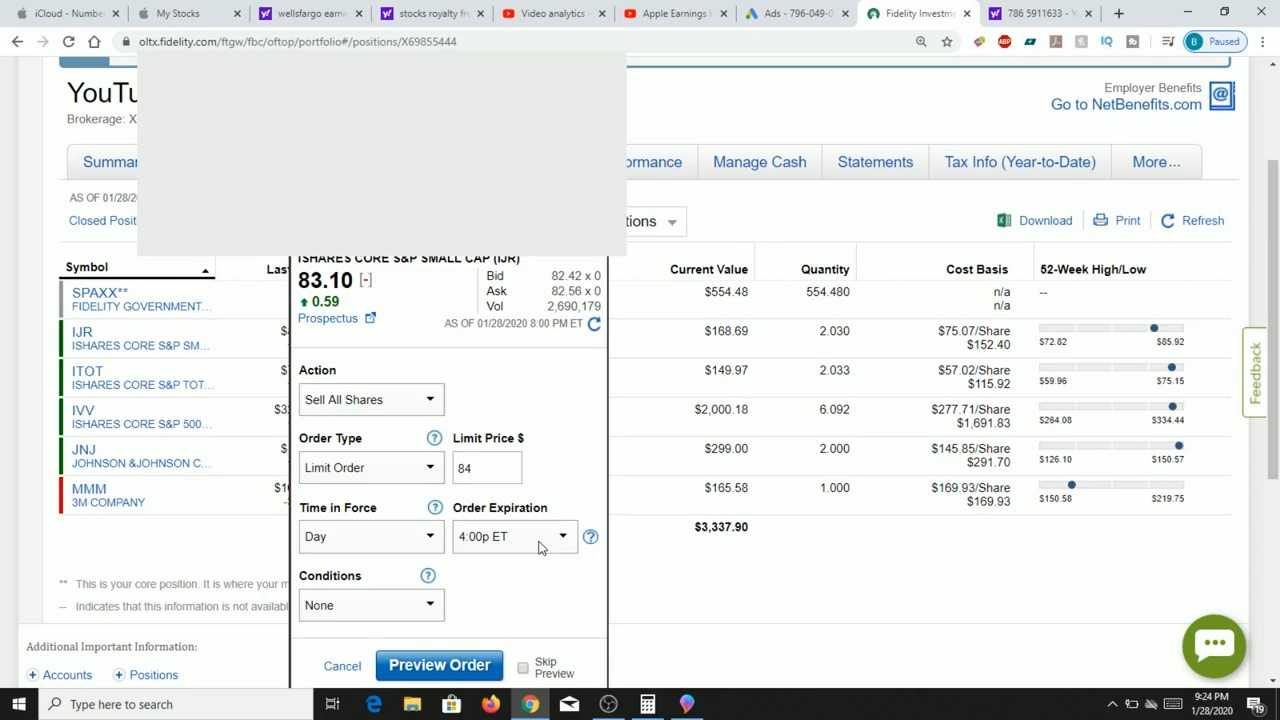 iCloud - Numbers
My Stocks
wellsfargo earni
stocks royalty fr
Video analytics -
Apple Earnings
Ads - 796-049-0
Fidelity Investme
786 5911633 - Y
oltx.fidelity.com/ftgw/fbc/oftop/portfolio#/positions/X69855444
ABP
IQ
B Paused
YouTu
Employer Benefits
Go to NetBenefits.com
Brokerage: X
Summar
ormance
Manage Cash
Statements
Tax Info (Year-to-Date)
More...
AS OF 01/28/2
Closed Posit
tions
Download
Print
Refresh
Symbol
Las
Current Value
Quantity
Cost Basis
52-Week High/Low
SPAXX**
FIDELITY GOVERNMENT...
$554.48
554.480
n/a
n/a
--
IJR
ISHARES CORE S&P SM...
$168.69
2.030
$75.07/Share
$152.40
$72.82
$85.92
ITOT
ISHARES CORE S&P TOT...
$149.97
2.033
$57.02/Share
$115.92
$59.96
$75.15
IVV
ISHARES CORE S&P 500...
$2,000.18
6.092
$277.71/Share
$1,691.83
$264.08
$334.44
JNJ
JOHNSON &JOHNSON C...
$299.00
2.000
$145.85/Share
$291.70
$126.10
$150.57
MMM
3M COMPANY
$165.58
1.000
$169.93/Share
$169.93
$150.58
$219.75
$3,337.90
ISHARES CORE S&P SMALL CAP (IJR)
83.10 [-]
0.59
Prospectus
Bid 82.42 x 0
Ask 82.56 x 0
Vol 2,690,179
AS OF 01/28/2020 8:00 PM ET
Action
Sell All Shares
Order Type
Limit Price $
Limit Order
84
Time in Force
Order Expiration
Day
4:00p ET
Conditions
None
Cancel
Preview Order
Skip
Preview
** This is your core position. It is where your m
-- Indicates that this information is not availabl
Additional Important Information:
Accounts
Positions
Feedback
Type here to search
9:24 PM
1/28/2020
19